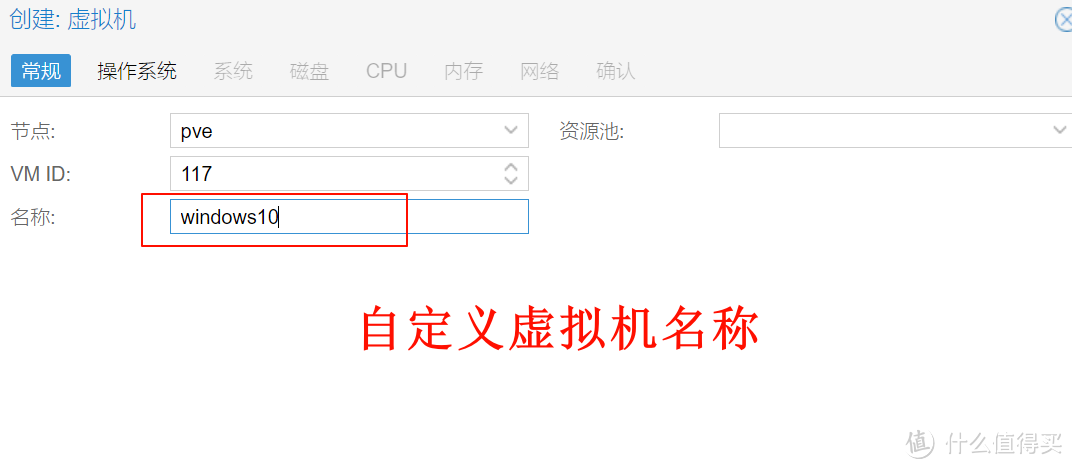 创建: 虚拟机
常规 操作系统 系统 磁盘 CPU 内存 网络 确认
节点: pve 资源池:
VM ID: 117
名称: windows10
自定义虚拟机名称
值 什么值得买